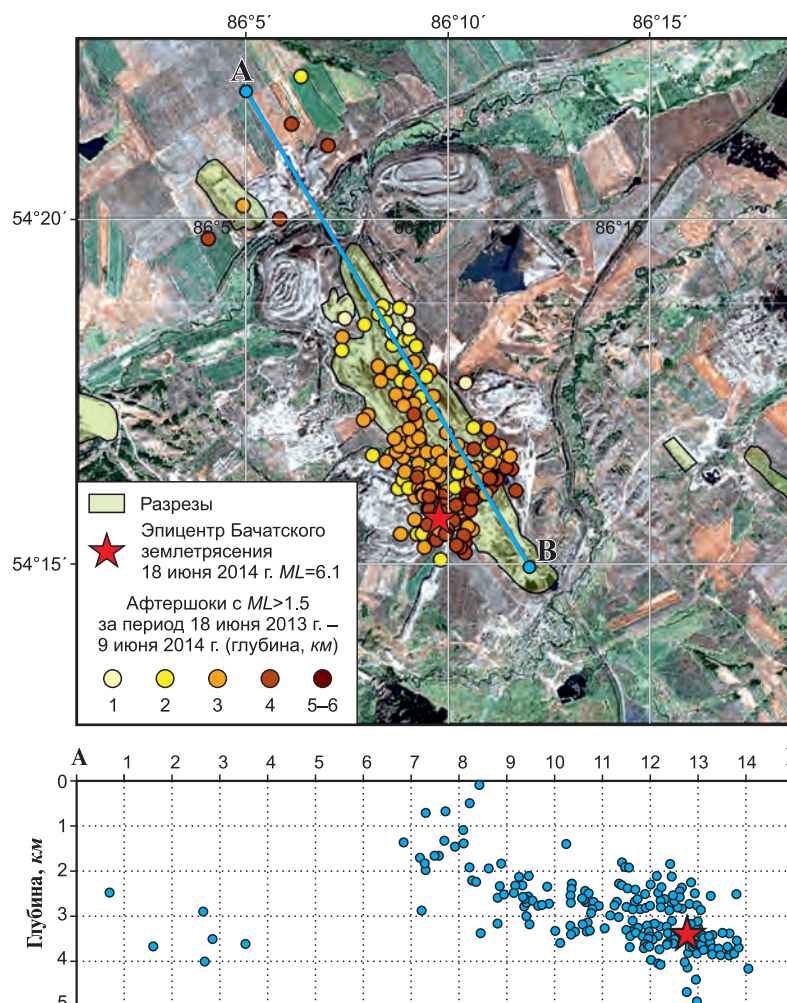 86°5′ 86°10′ 86°15′
A
54°20′
86°5′ 86°10′ 86°15′
54°15′
B
Разрезы
Эпицентр Бачатского
землетрясения
18 июня 2014 г. ML=6.1
Афтершоки с ML>1.5
за период 18 июня 2013 г. –
9 июня 2014 г. (глубина, км)
1 2 3 4 5–6
A 1 2 3 4 5 6 7 8 9 10 11 12 13 14
Глубина, км
0
1
2
3
4
5